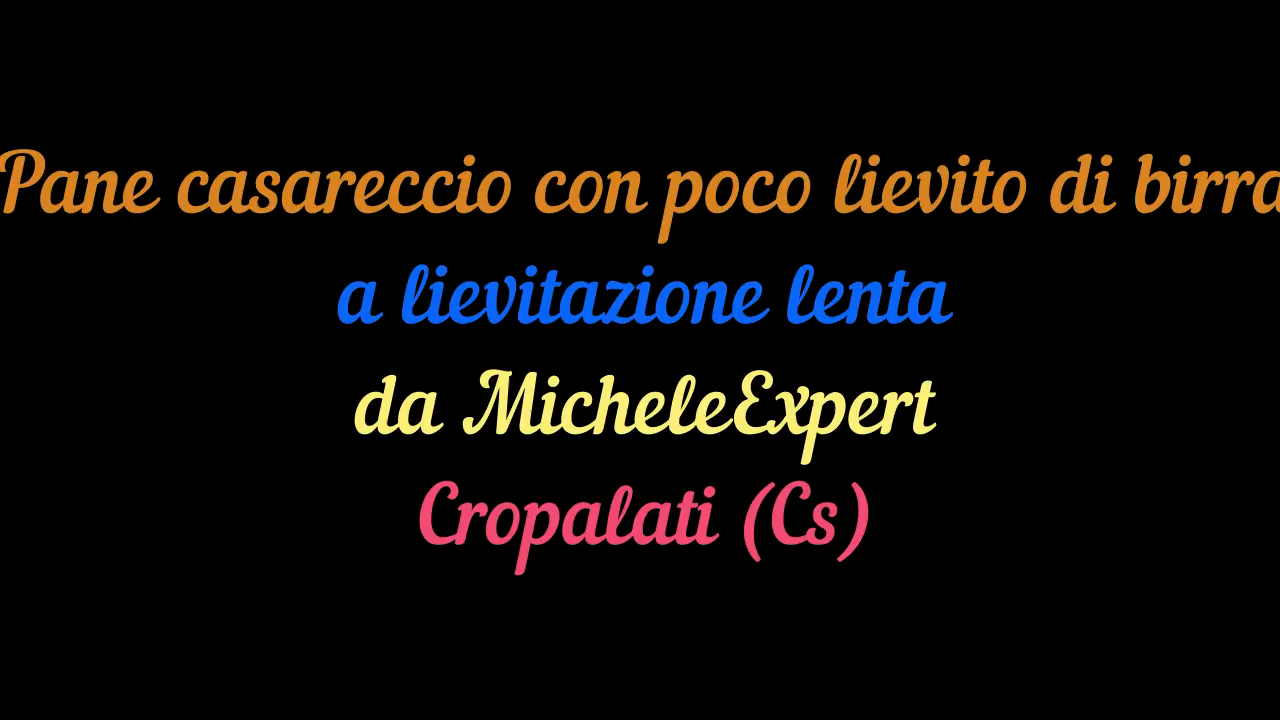 Pane casareccio con poco lievito di birra
a lievitazione lenta
da MicheleExpert
Cropalati (Cs)